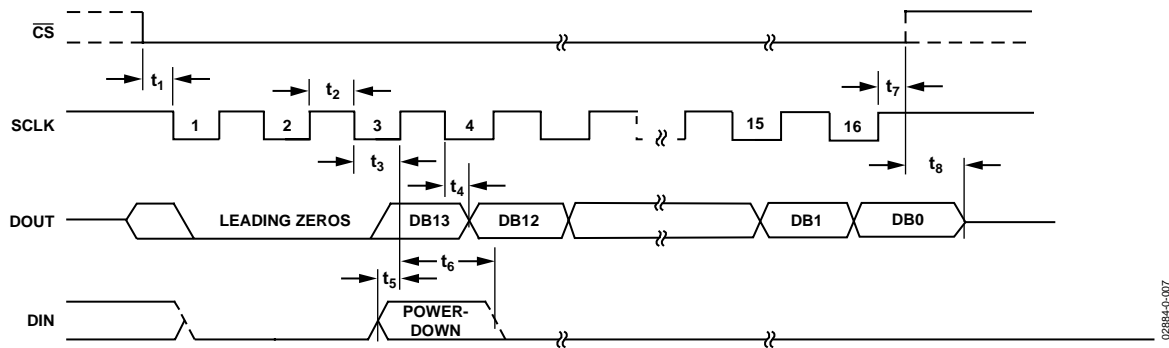 CS
t1
t2
t7
SCLK
1
2
3
4
15
16
t3
t4
t8
DOUT
LEADING ZEROS
DB13
DB12
DB1
DB0
t6
t5
DIN
POWER-
DOWN
02884-0-007